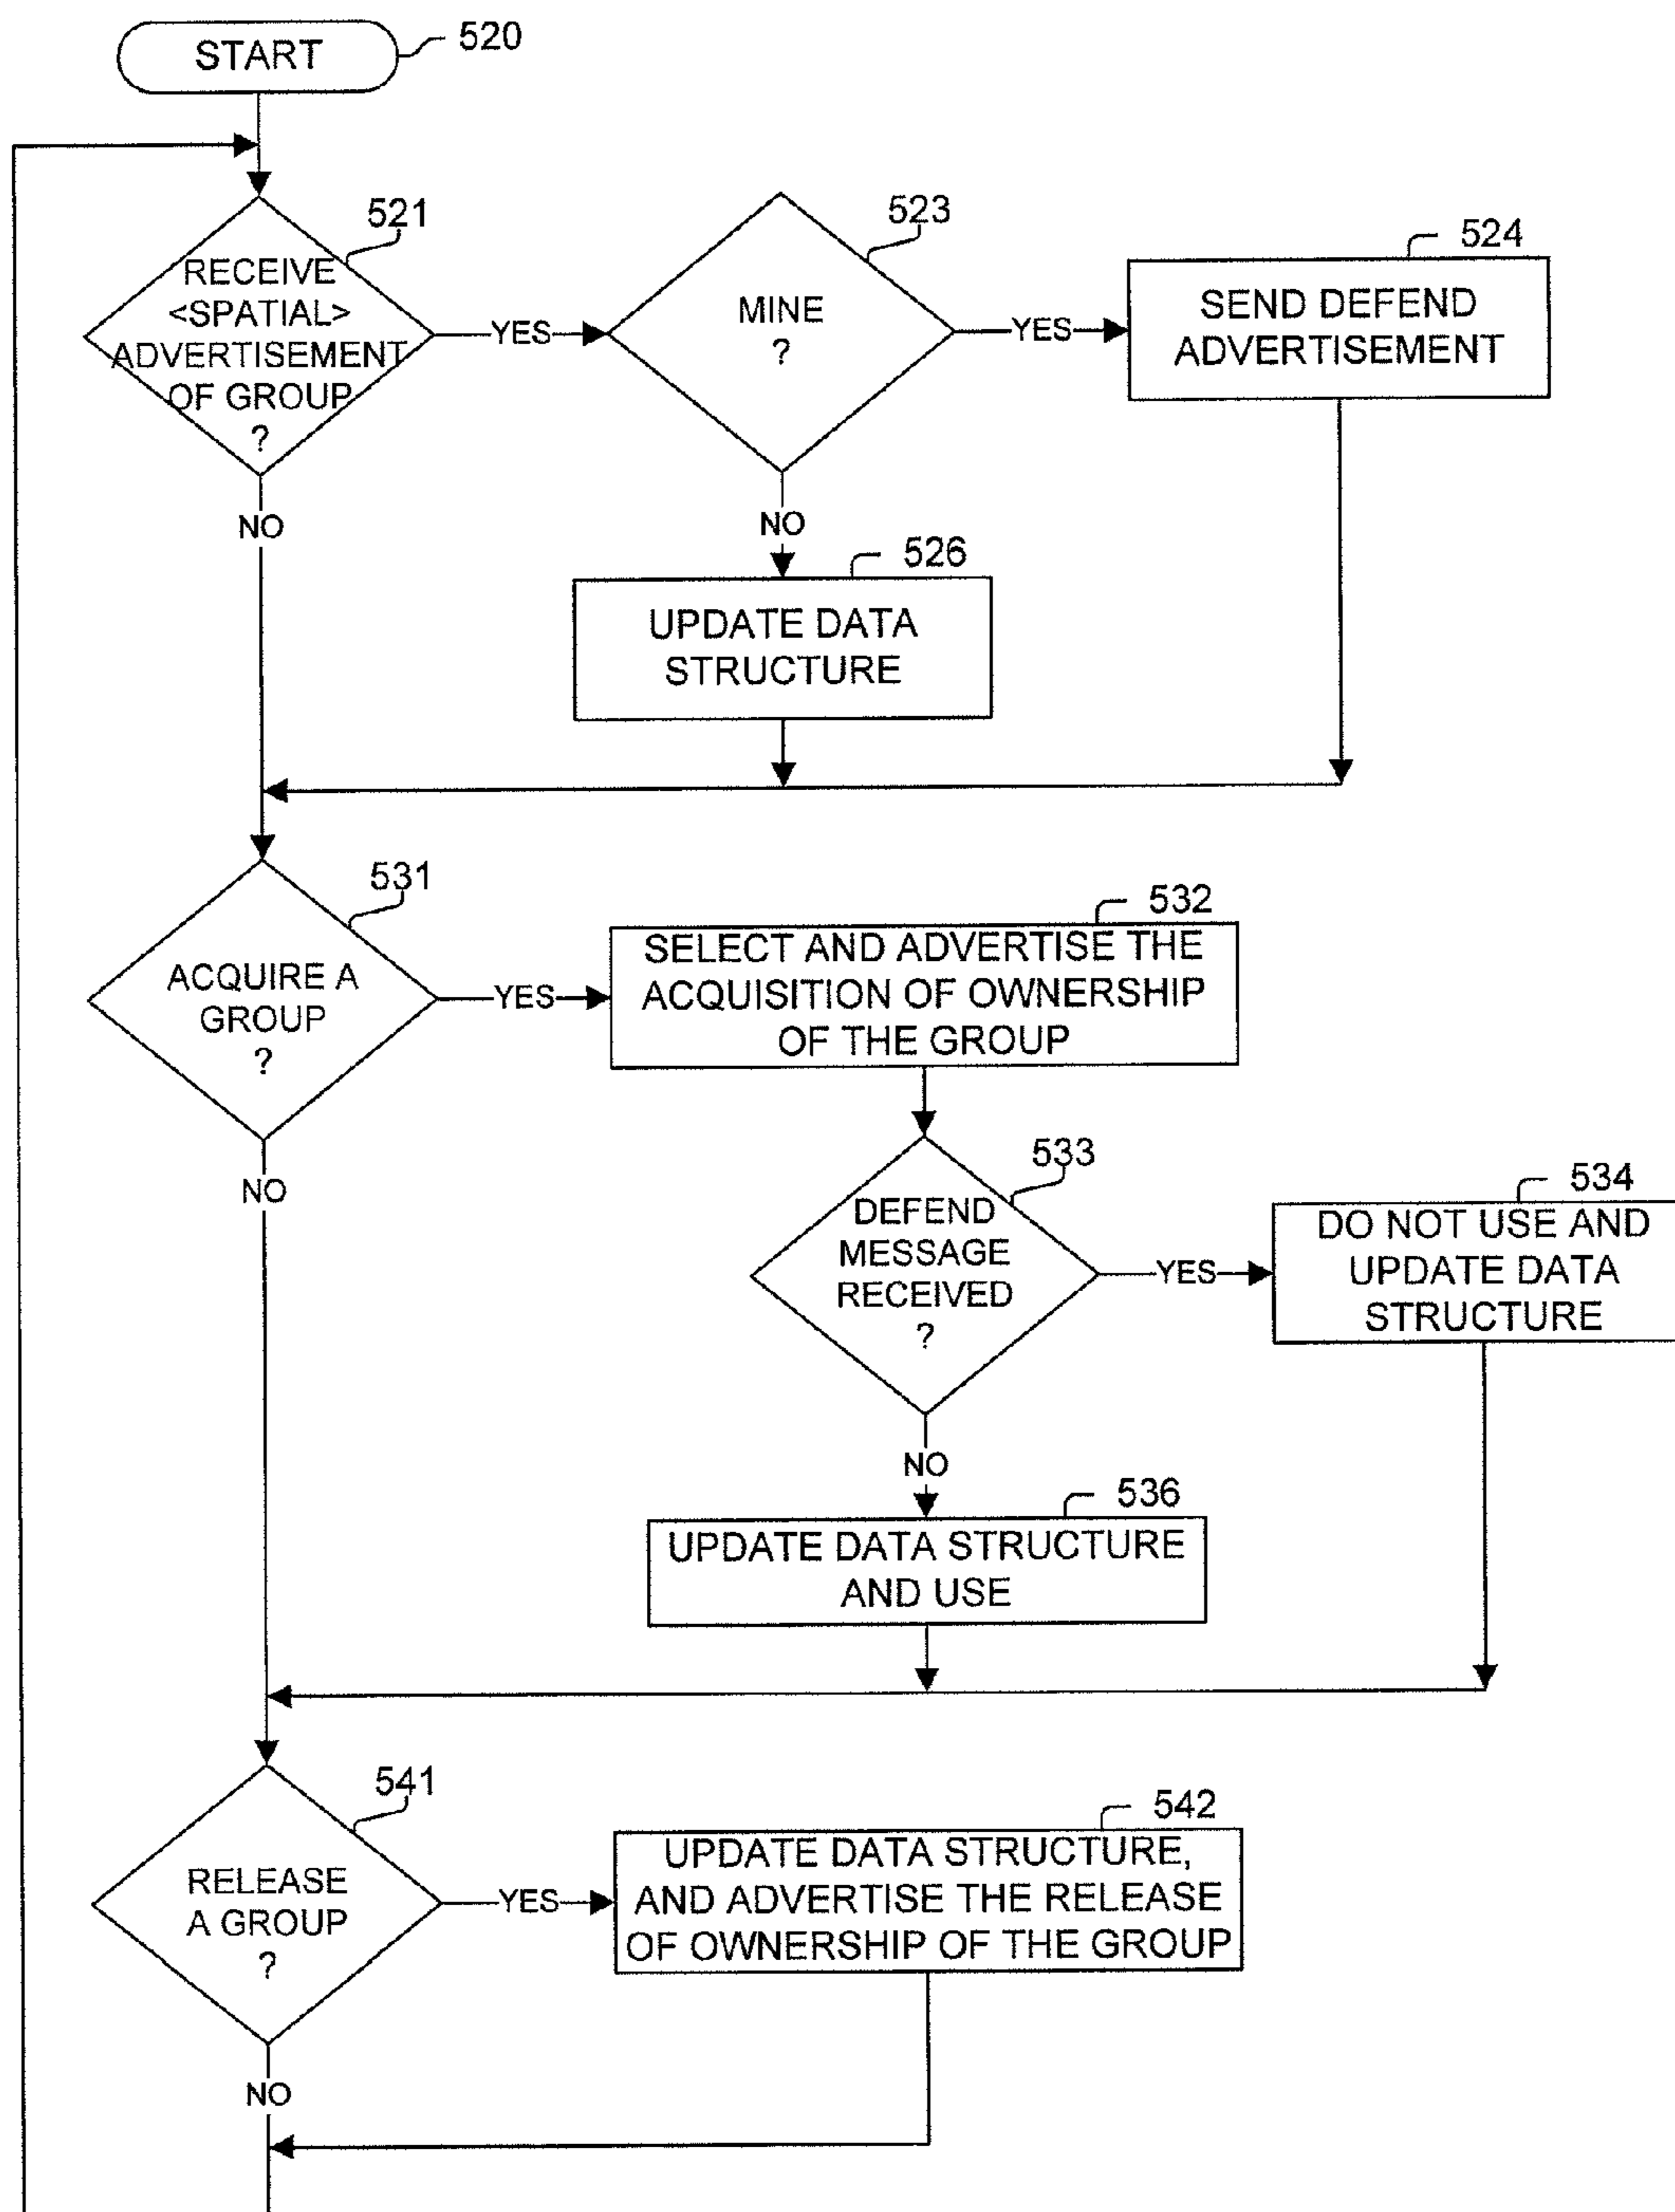 START
520
521
RECEIVE
<SPATIAL>
ADVERTISEMENT
OF GROUP
?
YES
NO
523
MINE
?
YES
NO
524
SEND DEFEND
ADVERTISEMENT
526
UPDATE DATA
STRUCTURE
531
ACQUIRE A
GROUP
?
YES
NO
532
SELECT AND ADVERTISE THE
ACQUISITION OF OWNERSHIP
OF THE GROUP
533
DEFEND
MESSAGE
RECEIVED
?
YES
NO
534
DO NOT USE AND
UPDATE DATA
STRUCTURE
536
UPDATE DATA STRUCTURE
AND USE
541
RELEASE
A GROUP
?
YES
NO
542
UPDATE DATA STRUCTURE,
AND ADVERTISE THE RELEASE
OF OWNERSHIP OF THE GROUP